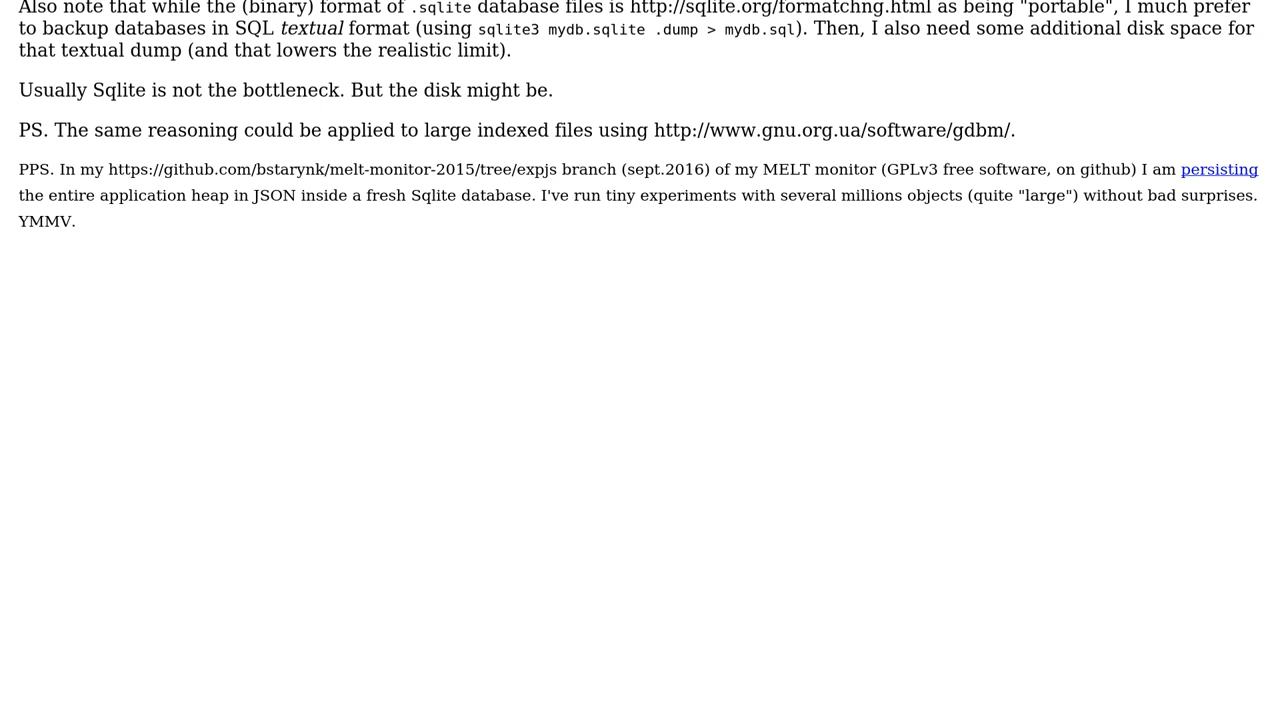 Also note that while the (binary) format of .sqlite database files is http://sqlite.org/formatchng.html as being "portable", I much prefer
to backup databases in SQL textual format (using sqlite3 mydb.sqlite .dump > mydb.sql). Then, I also need some additional disk space for
that textual dump (and that lowers the realistic limit).
Usually Sqlite is not the bottleneck. But the disk might be.
PS. The same reasoning could be applied to large indexed files using http://www.gnu.org.ua/software/gdbm/.
PPS. In my https://github.com/bstarynk/melt-monitor-2015/tree/expjs branch (sept.2016) of my MELT monitor (GPLv3 free software, on github) I am persisting
the entire application heap in JSON inside a fresh Sqlite database. I've run tiny experiments with several millions objects (quite "large") without bad surprises.
YMMV.